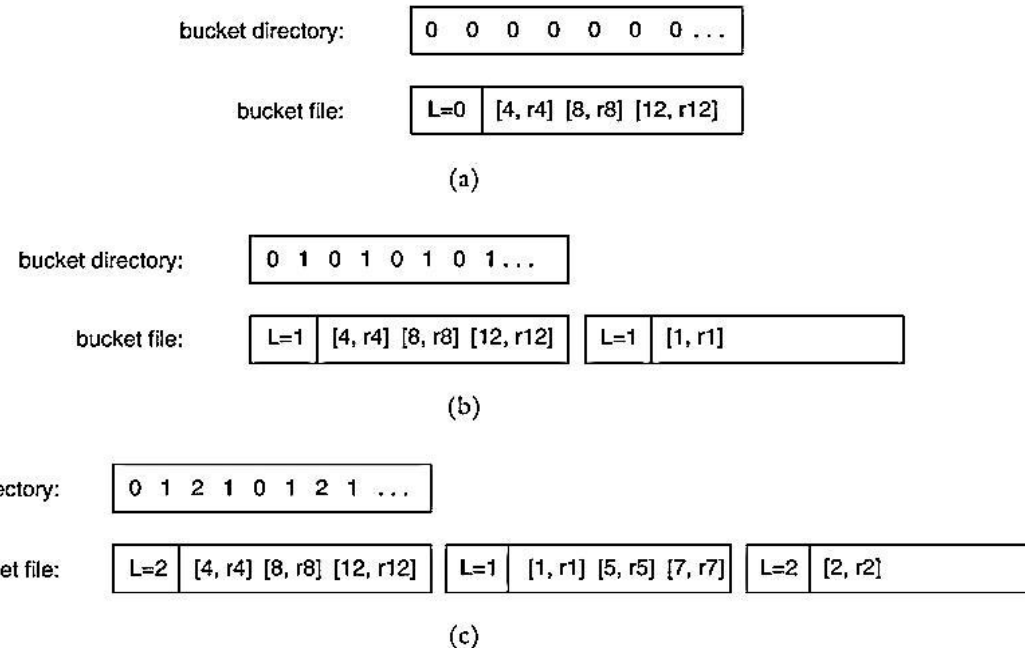 bucket directory: 0 0 0 0 0 0 0 ...
bucket file: L=0 [4, r4] [8, r8] [12, r12]
(a)
bucket directory: 0 1 0 1 0 1 0 1 ...
bucket file: L=1 [4, r4] [8, r8] [12, r12] L=1 [1, r1]
(b)
ectory: 0 1 2 1 0 1 2 1 ...
et file: L=2 [4, r4] [8, r8] [12, r12] L=1 [1, r1] [5, r5] [7, r7] L=2 [2, r2]
(c)